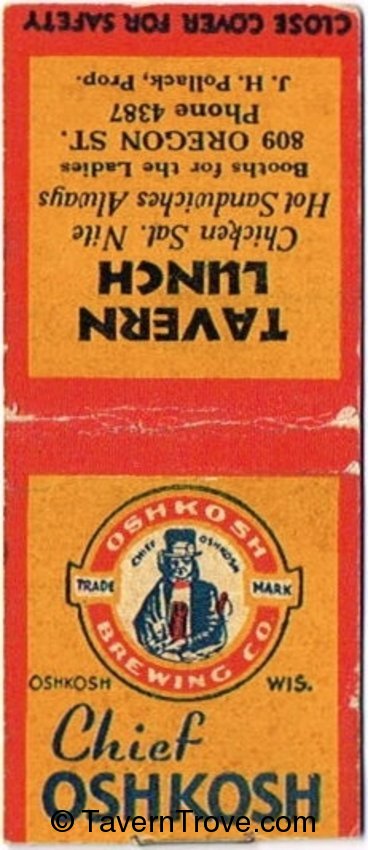 CLOSE COVER FOR SAFETY
TAVERN
LUNCH
Chicken Sat. Nite
Hot Sandwiches Always
Booths for the Ladies
809 OREGON ST.
Phone 4387
J. H. Pollack, Prop.
OSHKOSH
CHIEF OSHKOSH
TRADE MARK
BREWING CO.
OSHKOSH WIS.
Chief
OSHKOSH
© TavernTrove.com